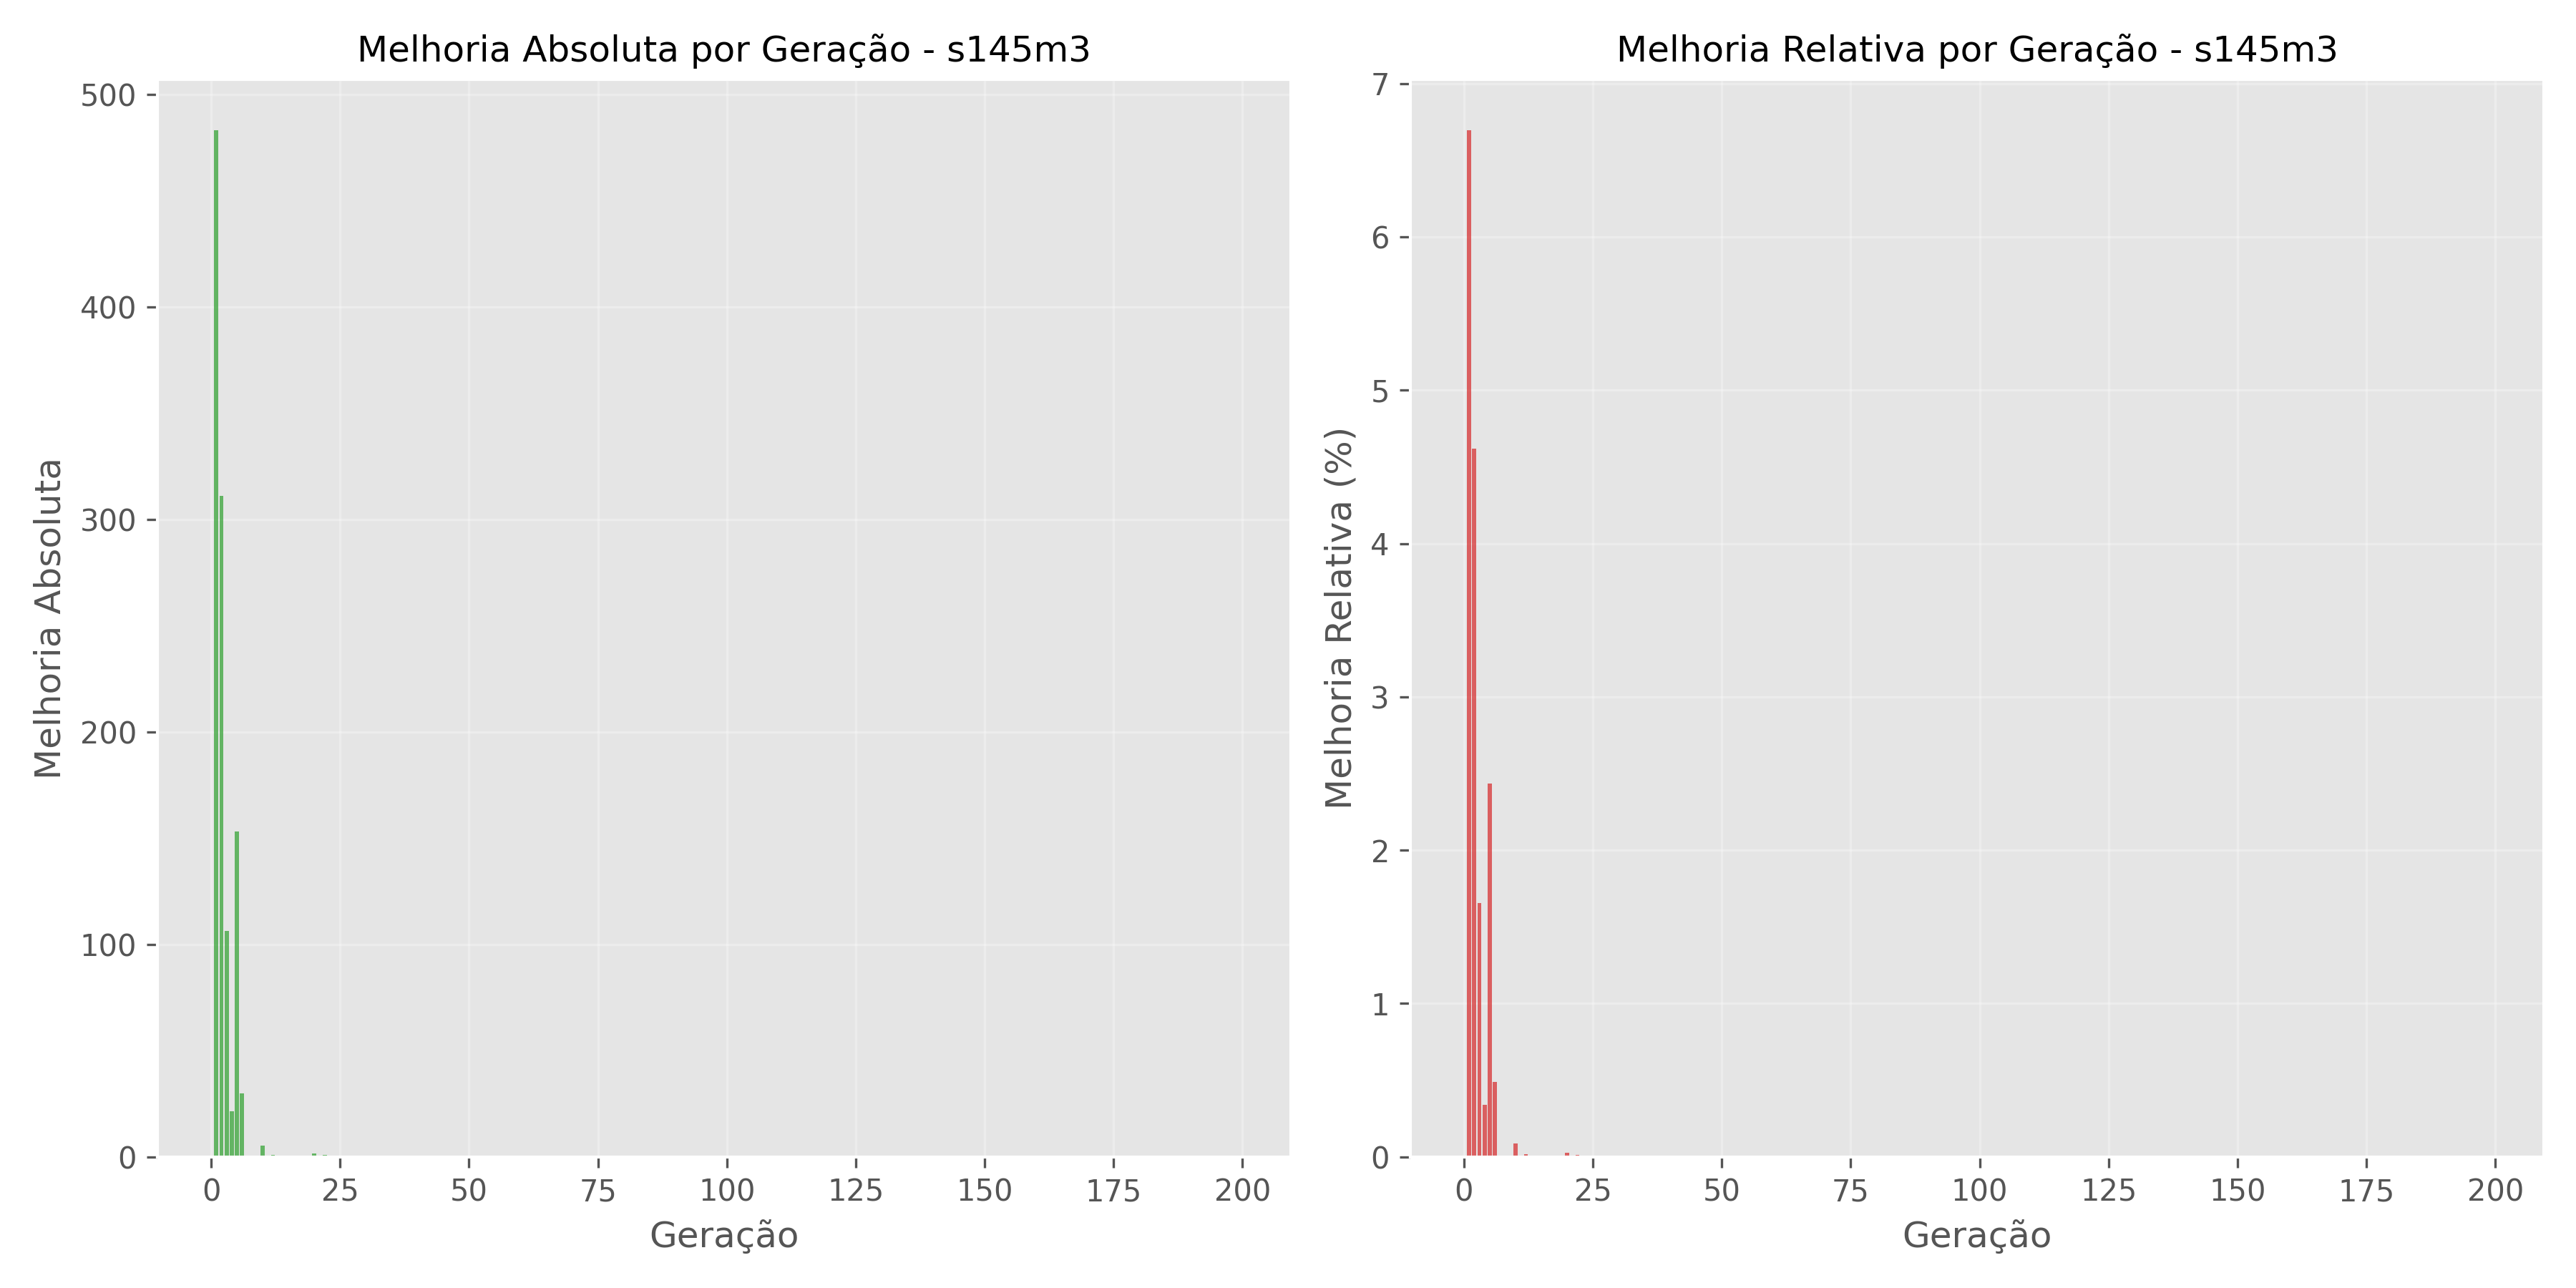 Melhoria Absoluta por Geração - s145m3
Melhoria Absoluta
500
400
300
200
100
0
0 25 50 75 100 125 150 175 200
Geração
Melhoria Relativa por Geração - s145m3
Melhoria Relativa (%)
7
6
5
4
3
2
1
0
0 25 50 75 100 125 150 175 200
Geração